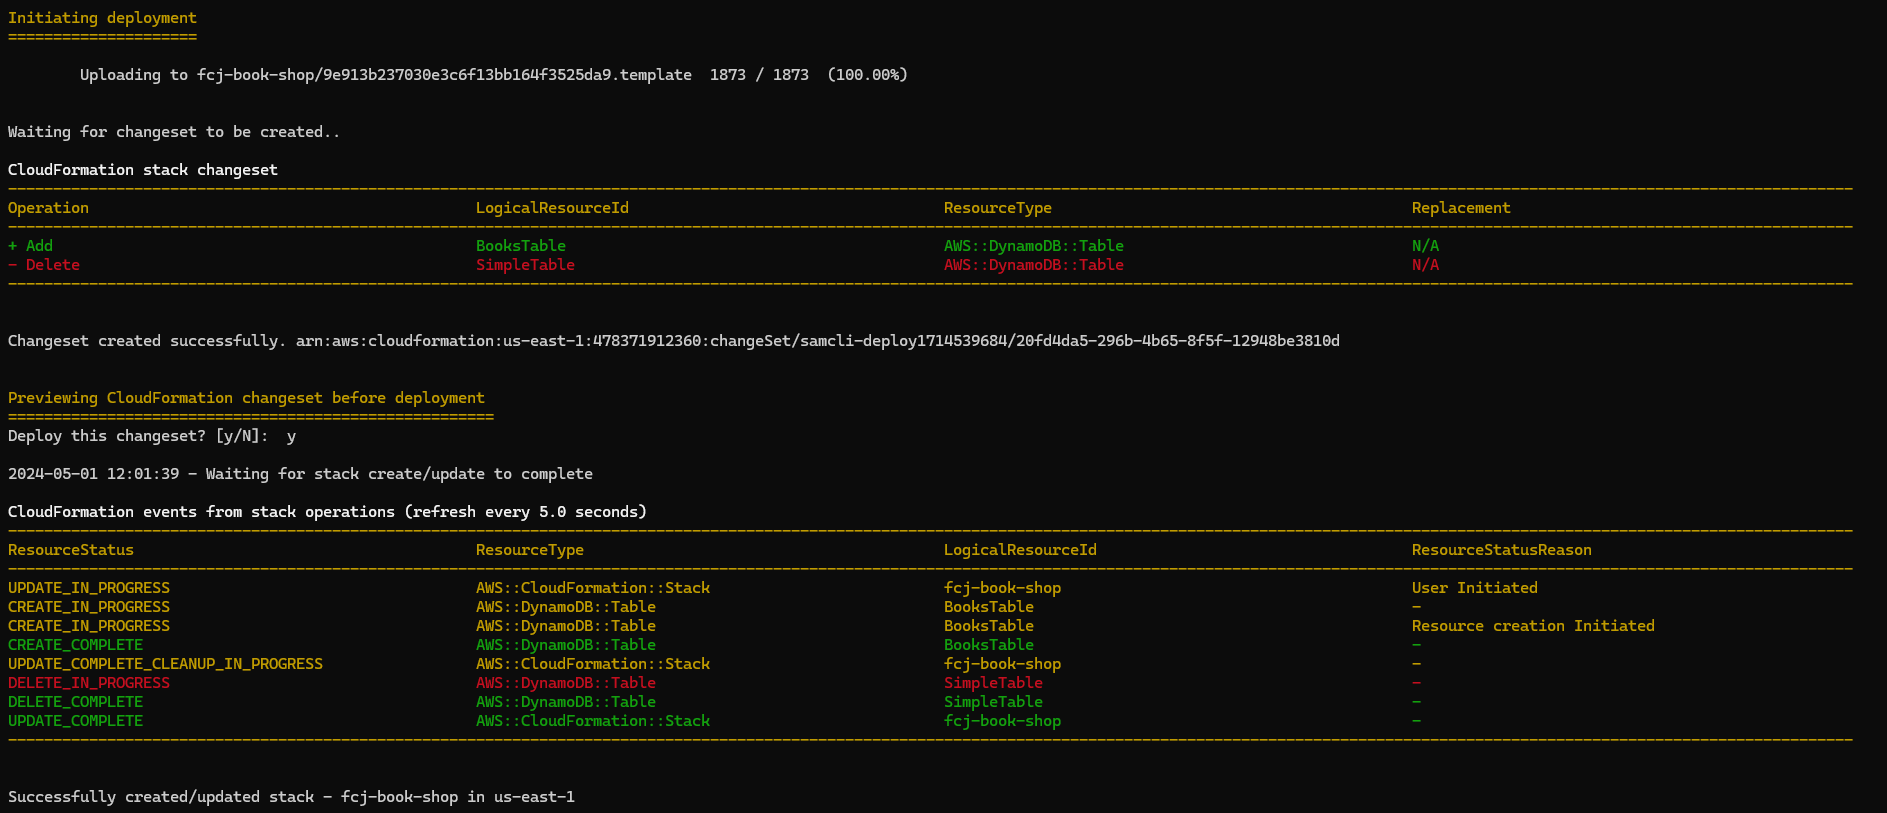 Initiating deployment
=====================
Uploading to fcj-book-shop/9e913b237030e3c6f13bb164f3525da9.template  1873 / 1873  (100.00%)
Waiting for changeset to be created..
CloudFormation stack changeset
Operation LogicalResourceId ResourceType Replacement
+ Add BooksTable AWS::DynamoDB::Table N/A
- Delete SimpleTable AWS::DynamoDB::Table N/A
Changeset created successfully. arn:aws:cloudformation:us-east-1:478371912360:changeSet/samcli-deploy1714539684/20fd4da5-296b-4b65-8f5f-12948be3810d
Previewing CloudFormation changeset before deployment
======================================================
Deploy this changeset? [y/N]:  y
2024-05-01 12:01:39 - Waiting for stack create/update to complete
CloudFormation events from stack operations (refresh every 5.0 seconds)
ResourceStatus ResourceType LogicalResourceId ResourceStatusReason
UPDATE_IN_PROGRESS AWS::CloudFormation::Stack fcj-book-shop User Initiated
CREATE_IN_PROGRESS AWS::DynamoDB::Table BooksTable -
CREATE_IN_PROGRESS AWS::DynamoDB::Table BooksTable Resource creation Initiated
CREATE_COMPLETE AWS::DynamoDB::Table BooksTable -
UPDATE_COMPLETE_CLEANUP_IN_PROGRESS AWS::CloudFormation::Stack fcj-book-shop -
DELETE_IN_PROGRESS AWS::DynamoDB::Table SimpleTable -
DELETE_COMPLETE AWS::DynamoDB::Table SimpleTable -
UPDATE_COMPLETE AWS::CloudFormation::Stack fcj-book-shop -
Successfully created/updated stack - fcj-book-shop in us-east-1